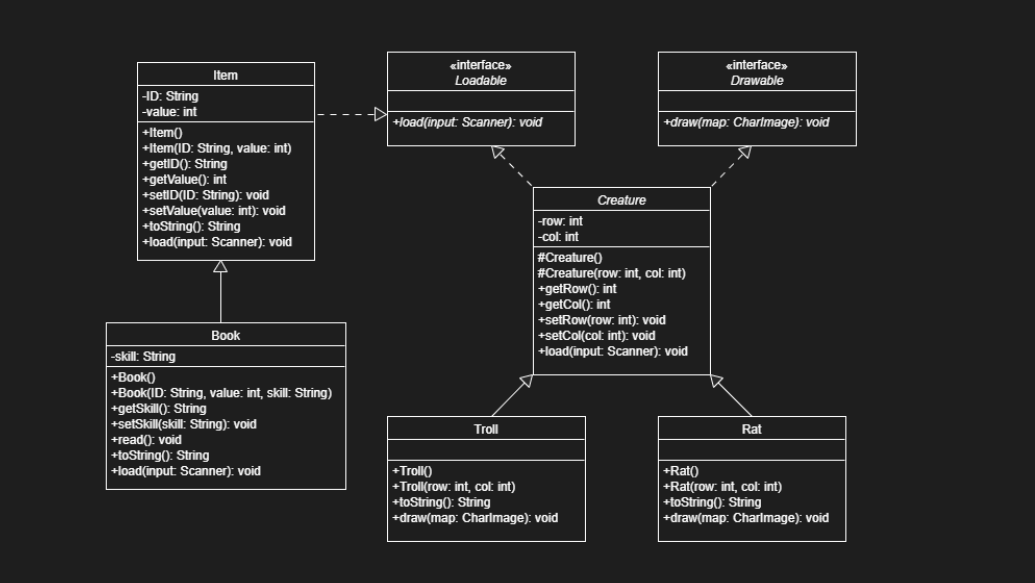 Item
-ID: String
-value: int
+Item()
+Item(ID: String, value: int)
+getID(): String
+getValue(): int
+setID(ID: String): void
+setValue(value: int): void
+toString(): String
+load(input: Scanner): void
«interface»
Loadable
+load(input: Scanner): void
«interface»
Drawable
+draw(map: CharImage): void
Creature
-row: int
-col: int
#Creature()
#Creature(row: int, col: int)
+getRow(): int
+getCol(): int
+setRow(row: int): void
+setCol(col: int): void
+load(input: Scanner): void
Book
-skill: String
+Book()
+Book(ID: String, value: int, skill: String)
+getSkill(): String
+setSkill(skill: String): void
+read(): void
+toString(): String
+load(input: Scanner): void
Troll
+Troll()
+Troll(row: int, col: int)
+toString(): String
+draw(map: CharImage): void
Rat
+Rat()
+Rat(row: int, col: int)
+toString(): String
+draw(map: CharImage): void